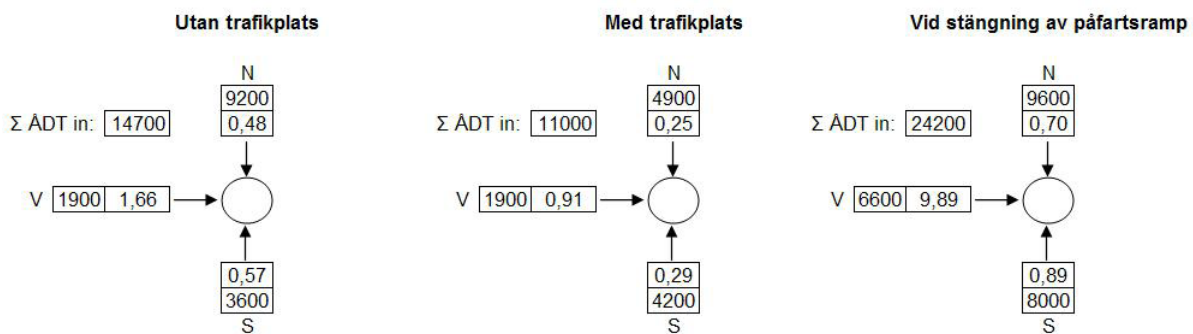 Utan trafikplats
N
9200
0,48
Σ ÅDT in: 14700
V 1900 1,66
0,57
3600
S
Med trafikplats
N
4900
0,25
Σ ÅDT in: 11000
V 1900 0,91
0,29
4200
S
Vid stängning av påfartsramp
N
9600
0,70
Σ ÅDT in: 24200
V 6600 9,89
0,89
8000
S